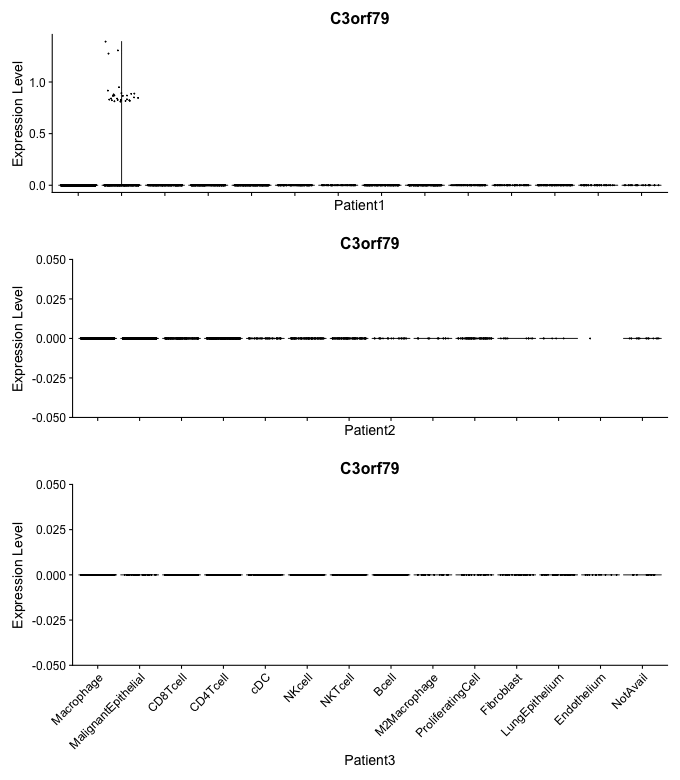 C3orf79
Expression Level
1.0
0.5
0.0
Patient1
C3orf79
Expression Level
0.050
0.025
0.000
-0.025
-0.050
Patient2
C3orf79
Expression Level
0.050
0.025
0.000
-0.025
-0.050
Macrophage
MalignantEpithelial
CD8Tcell
CD4Tcell
cDC
NKcell
NKTcell
Bcell
M2Macrophage
ProliferatingCell
Fibroblast
LungEpithelium
Endothelium
NotAvail
Patient3